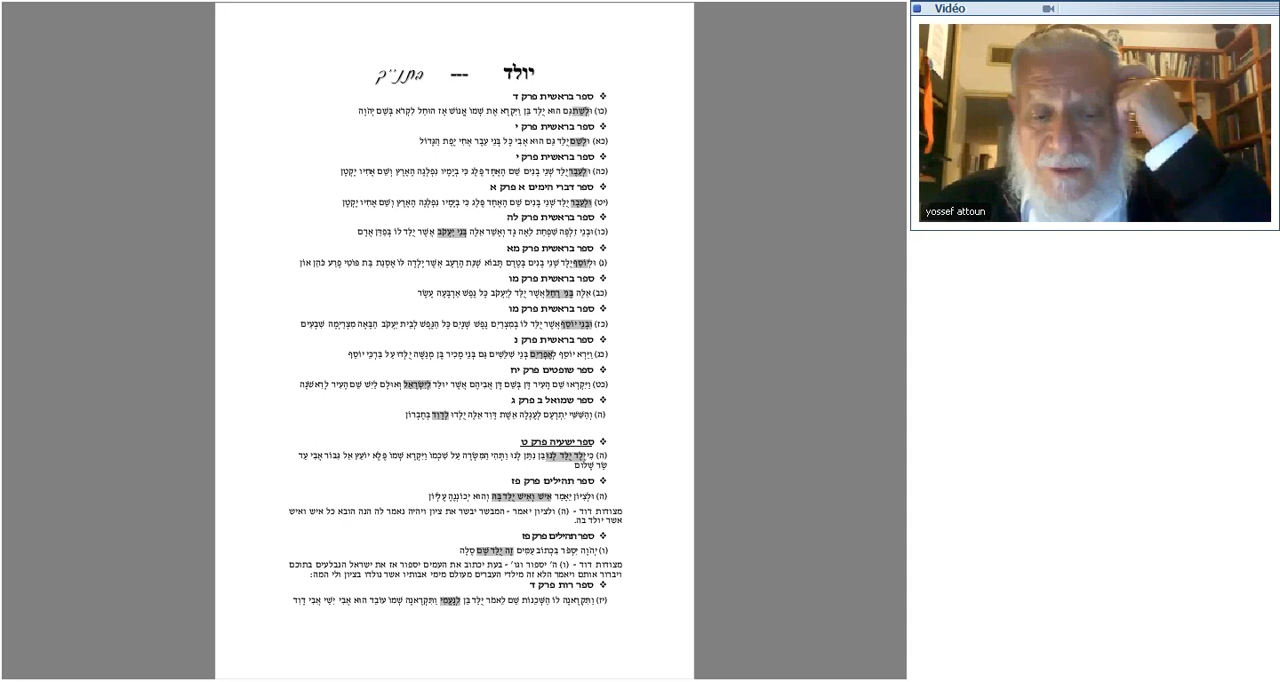 Vidéo
yossef attoun
יולד --- בתנ''ך
❖ ספר בראשית פרק ד
(כו) וּלְשֵׁת גַּם הוּא יֻלַּד בֵּן וַיִּקְרָא אֶת שְׁמוֹ אֱנוֹשׁ אָז הוּחַל לִקְרֹא בְּשֵׁם יְהֹוָה
❖ ספר בראשית פרק י
(כא) וּלְשֵׁם יֻלַּד גַּם הוּא אֲבִי כָּל בְּנֵי עֵבֶר אֲחִי יֶפֶת הַגָּדוֹל
❖ ספר בראשית פרק י
(כה) וּלְעֵבֶר יֻלַּד שְׁנֵי בָנִים שֵׁם הָאֶחָד פֶּלֶג כִּי בְיָמָיו נִפְלְגָה הָאָרֶץ וְשֵׁם אָחִיו יָקְטָן
❖ ספר דברי הימים א פרק א
(יט) וּלְעֵבֶר יֻלַּד שְׁנֵי בָנִים שֵׁם הָאֶחָד פֶּלֶג כִּי בְיָמָיו נִפְלְגָה הָאָרֶץ וְשֵׁם אָחִיו יָקְטָן
❖ ספר בראשית פרק לה
(כו) וּבְנֵי זִלְפָּה שִׁפְחַת לֵאָה גָּד וְאָשֵׁר אֵלֶּה בְּנֵי יַעֲקֹב אֲשֶׁר יֻלַּד לוֹ בְּפַדַּן אֲרָם
❖ ספר בראשית פרק מא
(נ) וּלְיוֹסֵף יֻלַּד שְׁנֵי בָנִים בְּטֶרֶם תָּבוֹא שְׁנַת הָרָעָב אֲשֶׁר יָלְדָה לוֹ אָסְנַת בַּת פּוֹטִי פֶרַע כֹּהֵן אוֹן
❖ ספר בראשית פרק מו
(כב) אֵלֶּה בְּנֵי רָחֵל אֲשֶׁר יֻלַּד לְיַעֲקֹב כָּל נֶפֶשׁ אַרְבָּעָה עָשָׂר
❖ ספר בראשית פרק מו
(כז) וּבְנֵי יוֹסֵף אֲשֶׁר יֻלַּד לוֹ בְמִצְרַיִם נֶפֶשׁ שְׁנָיִם כָּל הַנֶּפֶשׁ לְבֵית יַעֲקֹב הַבָּאָה מִצְרַיְמָה שִׁבְעִים
❖ ספר בראשית פרק נ
(כג) וַיַּרְא יוֹסֵף לְאֶפְרַיִם בְּנֵי שִׁלֵּשִׁים גַּם בְּנֵי מָכִיר בֶּן מְנַשֶּׁה יֻלְּדוּ עַל בִּרְכֵּי יוֹסֵף
❖ ספר שופטים פרק יח
(כט) וַיִּקְרְאוּ שֵׁם הָעִיר דָּן בְּשֵׁם דָּן אֲבִיהֶם אֲשֶׁר יוּלַּד לְיִשְׂרָאֵל וְאוּלָם לַיִשׁ שֵׁם הָעִיר לָרִאשֹׁנָה
❖ ספר שמואל ב פרק ג
(ה) וְהַשִּׁשִּׁי יִתְרְעָם לְעֶגְלָה אֵשֶׁת דָּוִד אֵלֶּה יֻלְּדוּ לְדָוִד בְּחֶבְרוֹן
❖ ספר ישעיה פרק ט
(ה) כִּי יֶלֶד יֻלַּד לָנוּ בֵּן נִתַּן לָנוּ וַתְּהִי הַמִּשְׂרָה עַל שִׁכְמוֹ וַיִּקְרָא שְׁמוֹ פֶּלֶא יוֹעֵץ אֵל גִּבּוֹר אֲבִי עַד
שַׂר שָׁלוֹם
❖ ספר תהילים פרק פז
(ה) וּלְצִיּוֹן יֵאָמַר אִישׁ וְאִישׁ יֻלַּד בָּהּ וְהוּא יְכוֹנְנֶהָ עֶלְיוֹן
מצודות דוד - (ה) ולציון יאמר - המבשר יבשר את ציון ויהיה נאמר לה הנה הובא כל איש ואיש
אשר יולד בה.
❖ ספר תהילים פרק פז
(ו) יְהֹוָה יִסְפֹּר בִּכְתוֹב עַמִּים זֶה יֻלַּד שָׁם סֶלָה
מצודות דוד - (ו) ה' יספור וגו' - בעת יכתוב את העמים יספור אז את ישראל הנבלעים בתוכם
ויברור אותם ויאמר הלא זה מילדי העברים מעולם מימי אבותיו אשר נולדו בציון ולי המה:
❖ ספר רות פרק ד
(יז) וַתִּקְרֶאנָה לוֹ הַשְּׁכֵנוֹת שֵׁם לֵאמֹר יֻלַּד בֵּן לְנָעֳמִי וַתִּקְרֶאנָה שְׁמוֹ עוֹבֵד הוּא אֲבִי יִשַׁי אֲבִי דָוִד